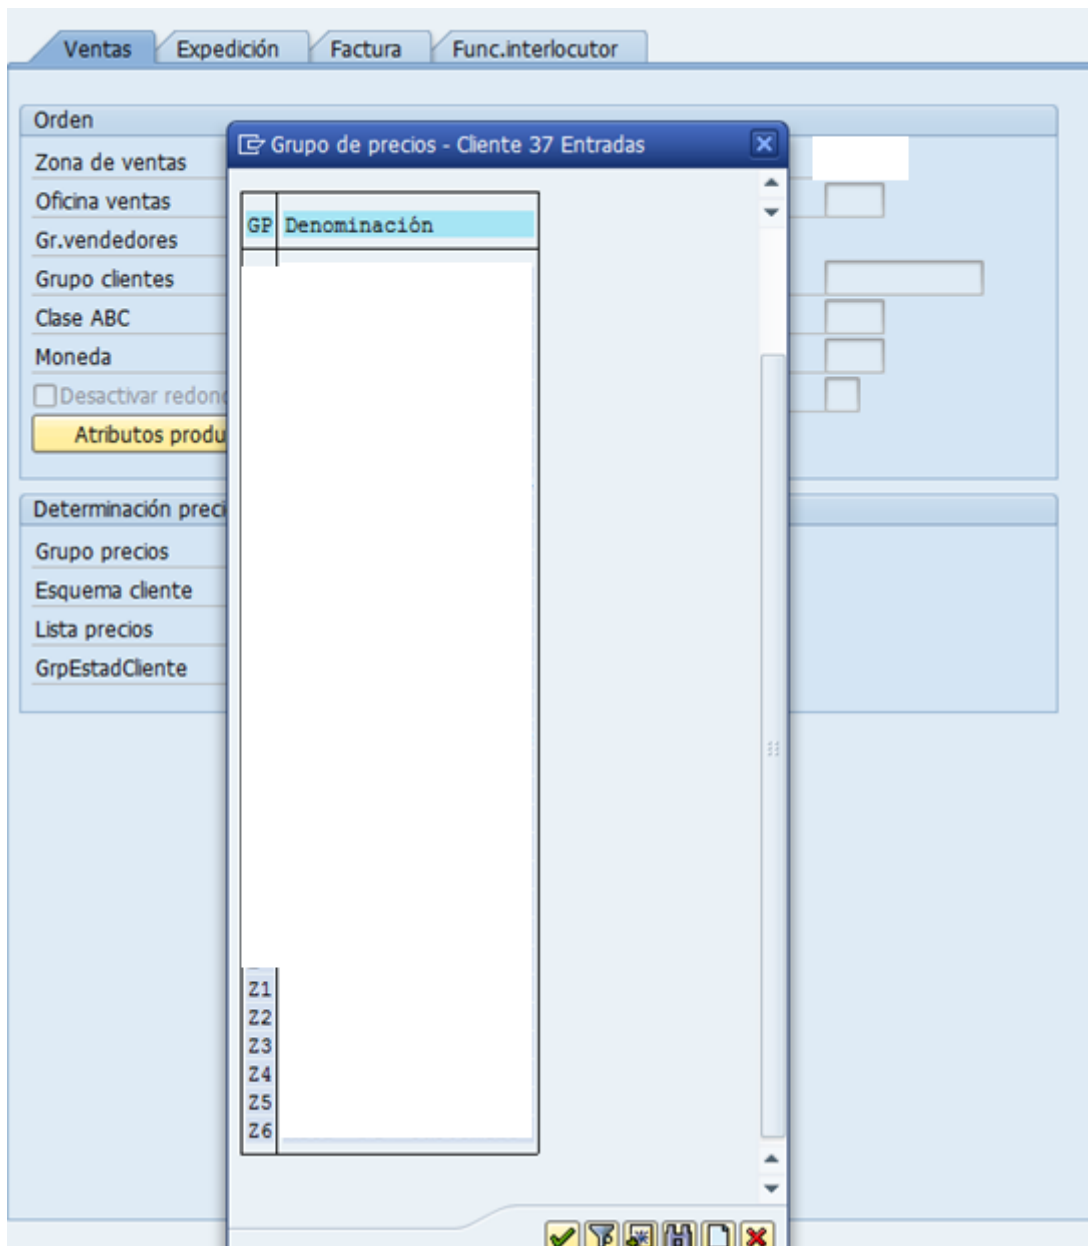 Ventas Expedición Factura Func.interlocutor
Orden
Grupo de precios - Cliente 37 Entradas
Zona de ventas
Oficina ventas
GP Denominación
Gr.vendedores
Grupo clientes
Clase ABC
Moneda
Desactivar redon
Atributos produ
Determinación preci
Grupo precios
Esquema cliente
Lista precios
GrpEstadCliente
Z1
Z2
Z3
Z4
Z5
Z6